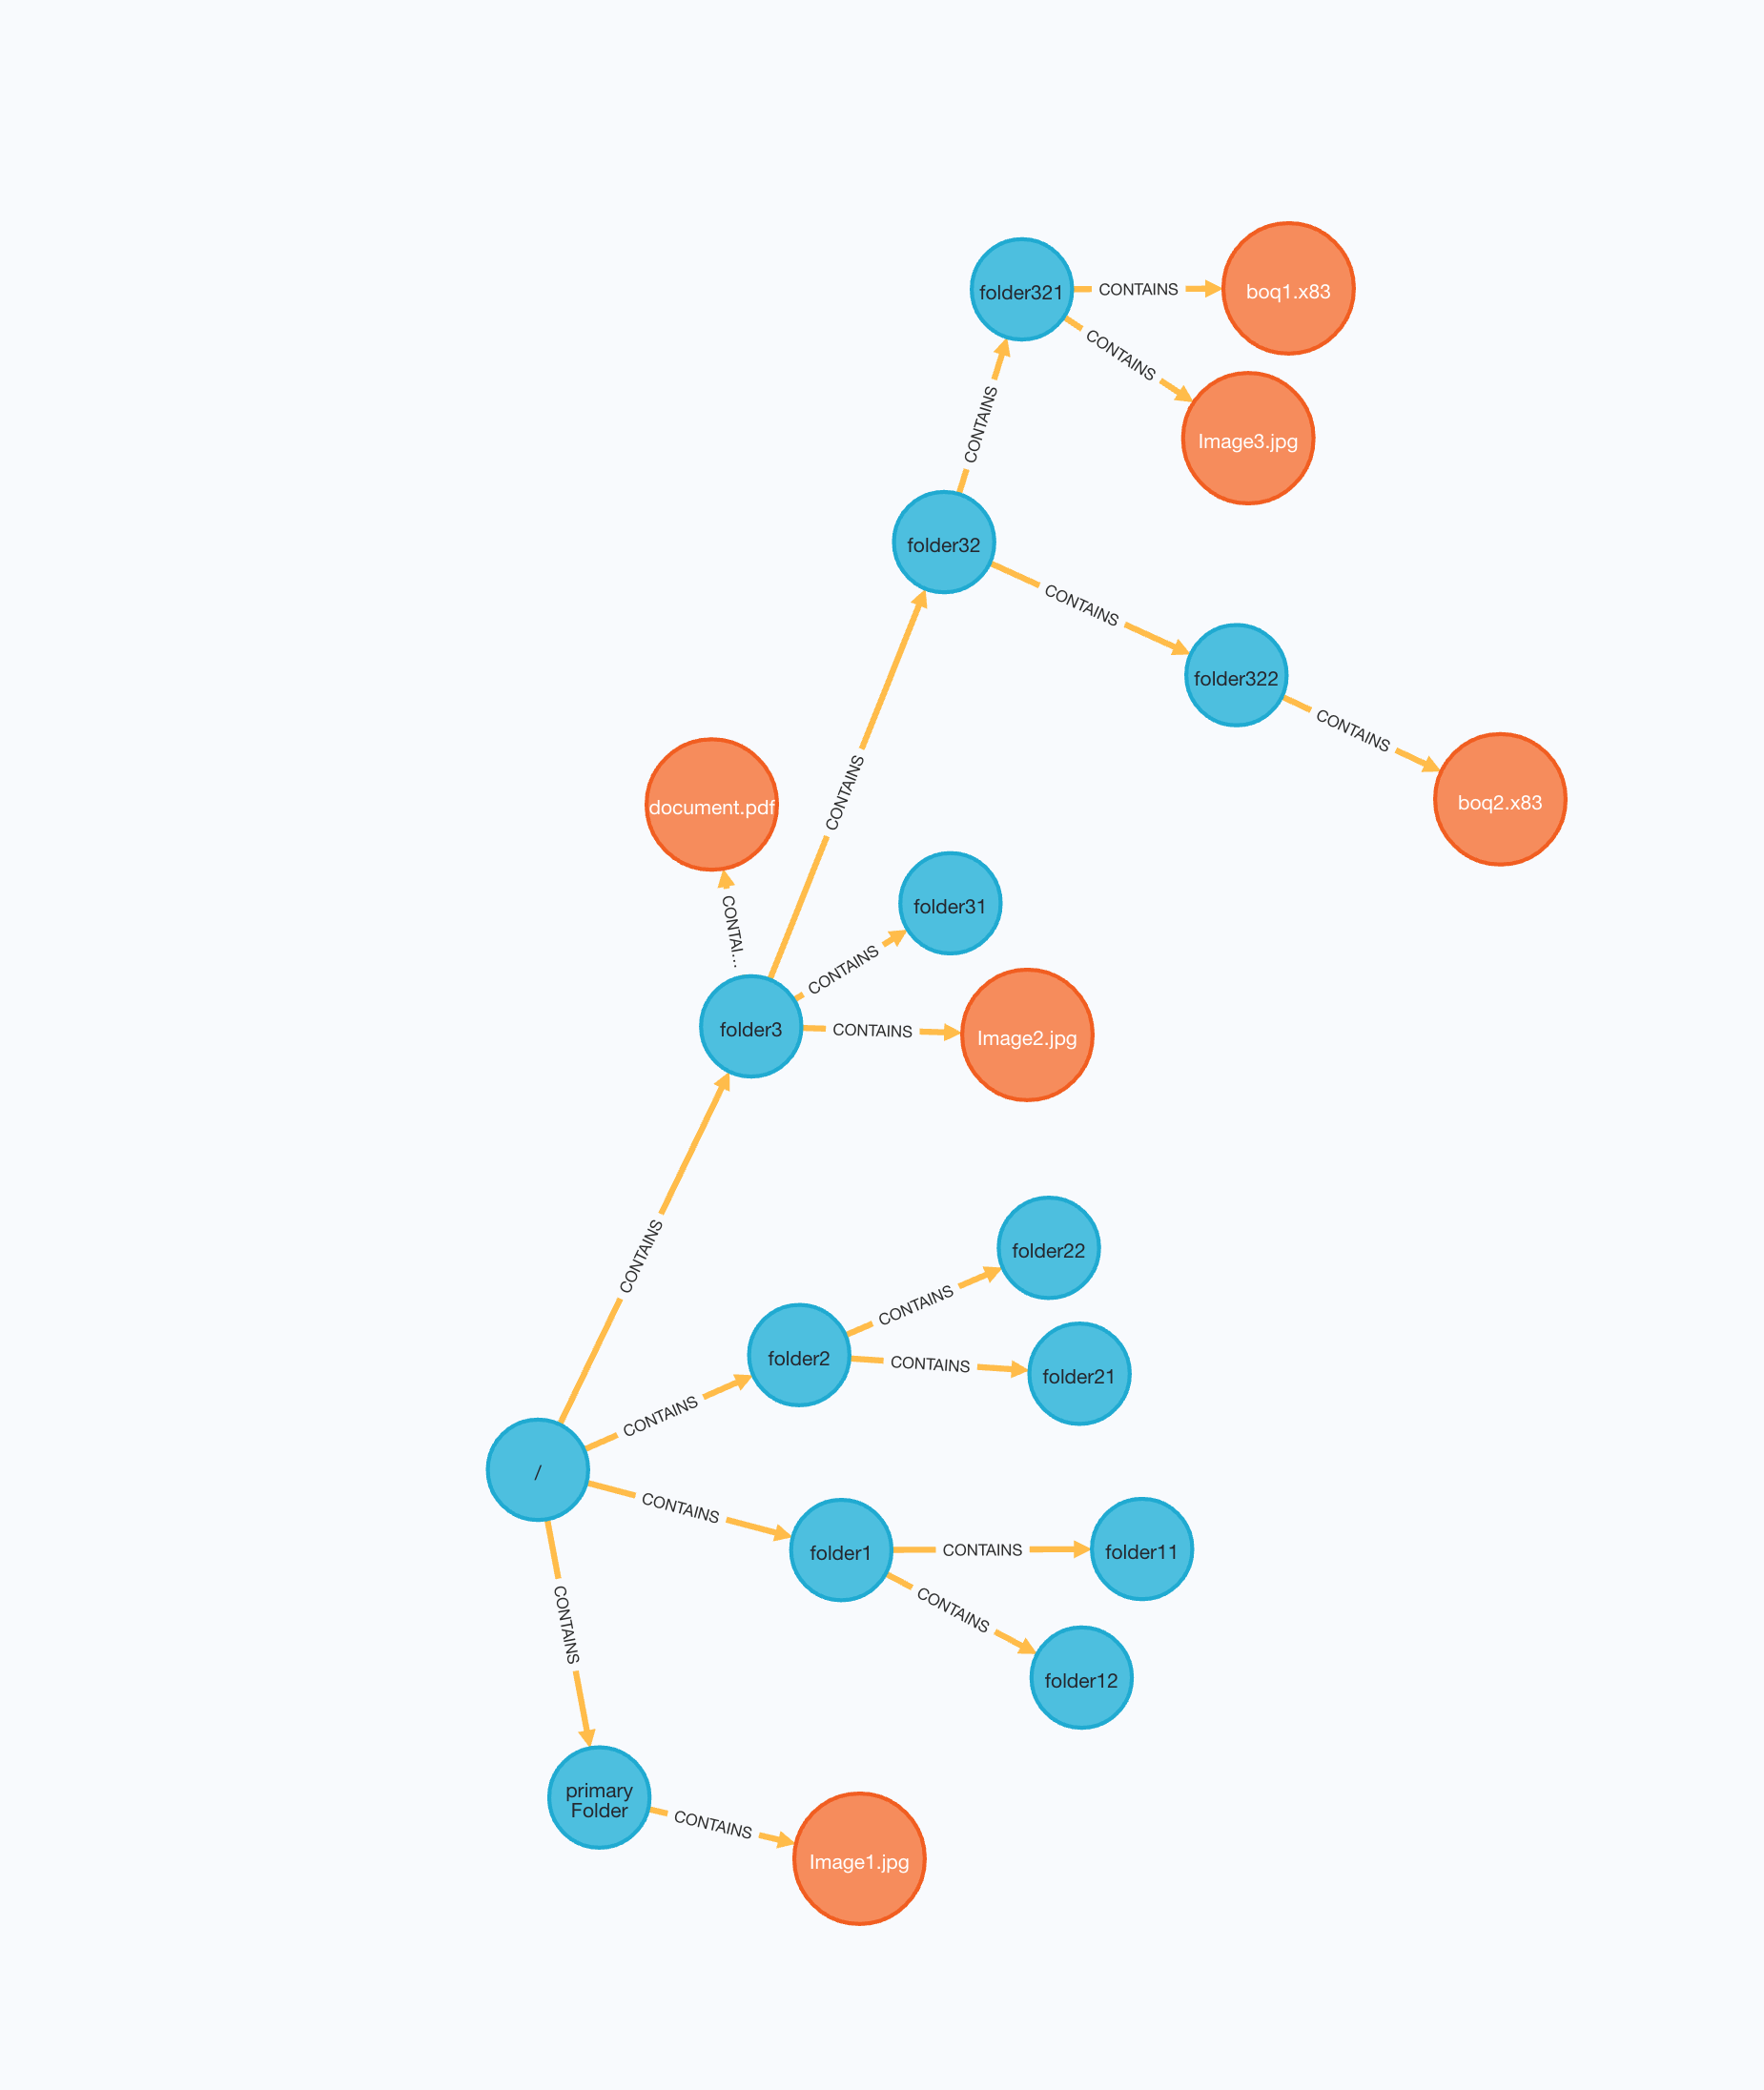 folder321
CONTAINS
boq1.x83
CONTAINS
Image3.jpg
CONTAINS
folder32
CONTAINS
folder322
CONTAINS
boq2.x83
CONTAINS
document.pdf
CONTAI...
folder31
CONTAINS
folder3
CONTAINS
Image2.jpg
CONTAINS
folder22
CONTAINS
folder2
CONTAINS
folder21
CONTAINS
/
CONTAINS
folder1
CONTAINS
folder11
CONTAINS
folder12
CONTAINS
primary
Folder
CONTAINS
Image1.jpg